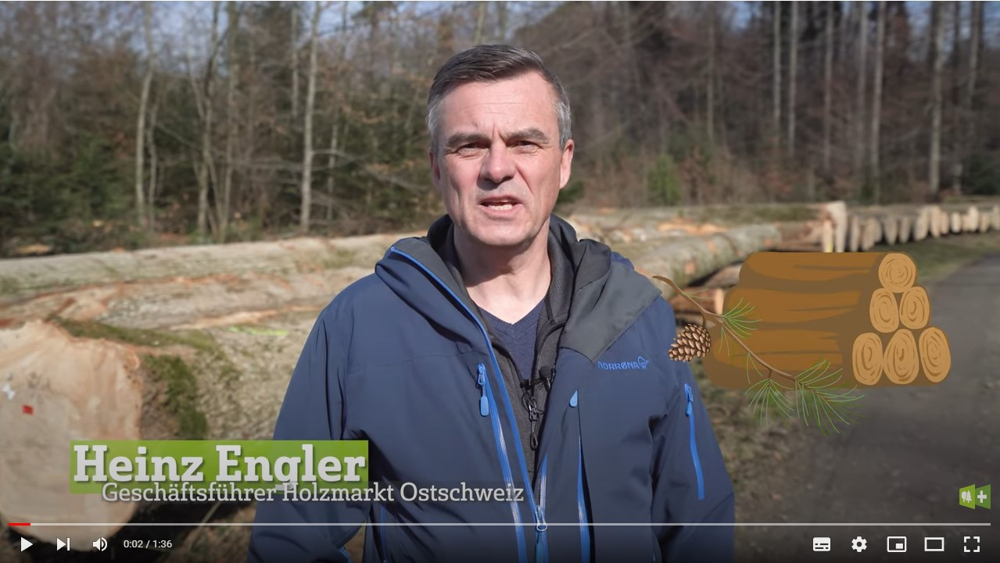 NORRØNA
Heinz Engler
Geschäftsführer Holzmarkt Ostschweiz
0:02 / 1:36